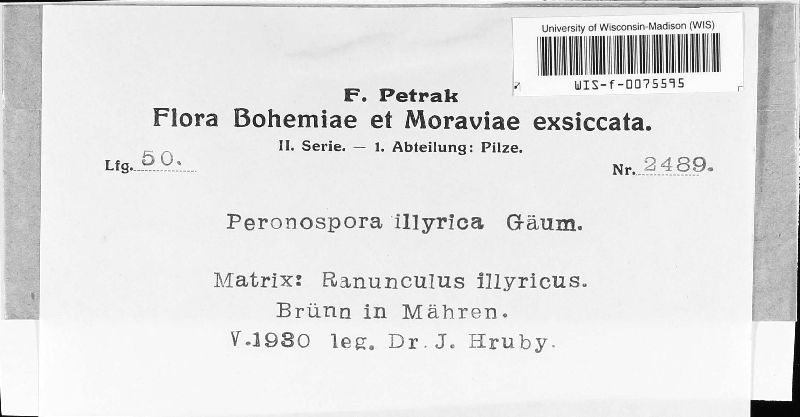 University of Wisconsin-Madison (WIS)
WIS-f-0075595
F. Petrak
Flora Bohemiae et Moraviae exsiccata.
II. Serie. — 1. Abteilung: Pilze.
Lfg. 50.
Nr. 2489.
Peronospora illyrica Gäum.
Matrix: Ranunculus illyricus.
Brünn in Mähren.
V.1930 leg. Dr. J. Hruby.